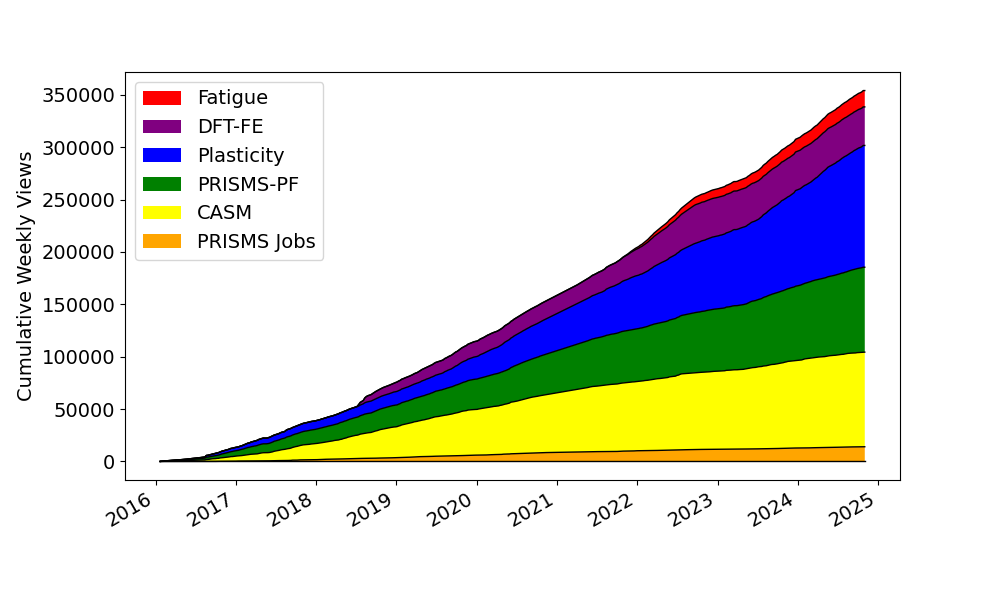 Cumulative Weekly Views
350000
300000
250000
200000
150000
100000
50000
0
Fatigue
DFT-FE
Plasticity
PRISMS-PF
CASM
PRISMS Jobs
2016
2017
2018
2019
2020
2021
2022
2023
2024
2025